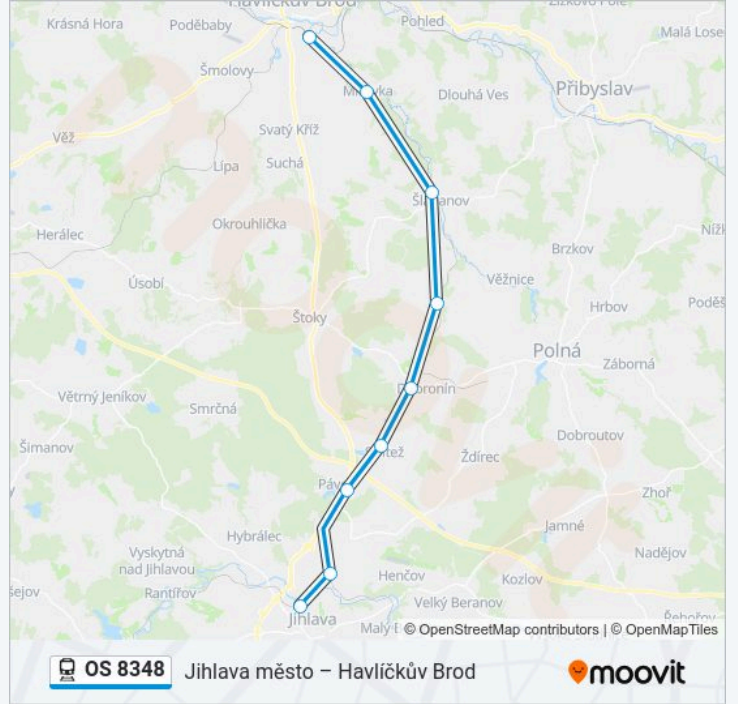 Havlíčkův Brod
Krásná Hora
Poděbaby
Pohled
Malá Lose
Šmolovy
Přibyslav
Dlouhá Ves
Svatý Kříž
Věž
Suchá
Lípa
Okrouhlička
Herálec
Brzkov
Věžnice
Úsobí
Hrbov
Štoky
Polná
Záborná
Větrný Jeníkov
Smrčná
Dobroutov
Šimanov
Ždírec
Zhoř
Jamné
Hybrálec
Vyskytná
nad Jihlavou
Nadějov
Henčov
Kozlov
Rantířov
Velký Beranov
Jihlava
© OpenStreetMap contributors | © OpenMapTiles
OS 8348
Jihlava město – Havlíčkův Brod
moovit